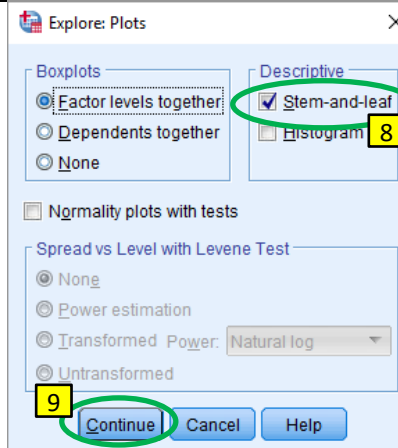 Explore: Plots
Boxplots
Factor levels together
Dependents together
None
Descriptive
Stem-and-leaf
Histogram
8
Normality plots with tests
Spread vs Level with Levene Test
None
Power estimation
Transformed Power: Natural log
Untransformed
9
Continue Cancel Help